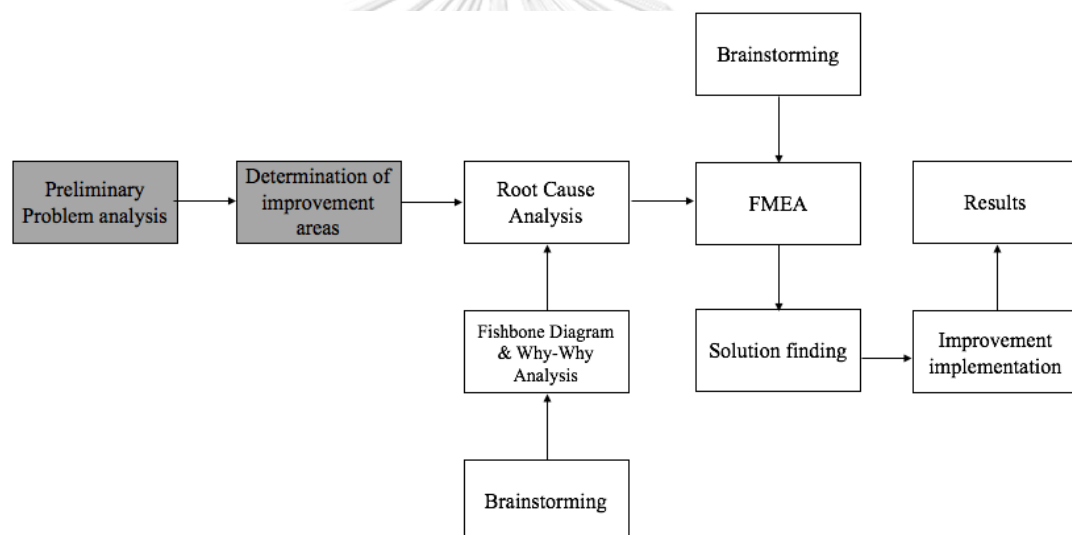 Brainstorming
Preliminary
Problem analysis
Determination of
improvement
areas
Root Cause
Analysis
FMEA
Results
Fishbone Diagram
& Why-Why
Analysis
Solution finding
Improvement
implementation
Brainstorming